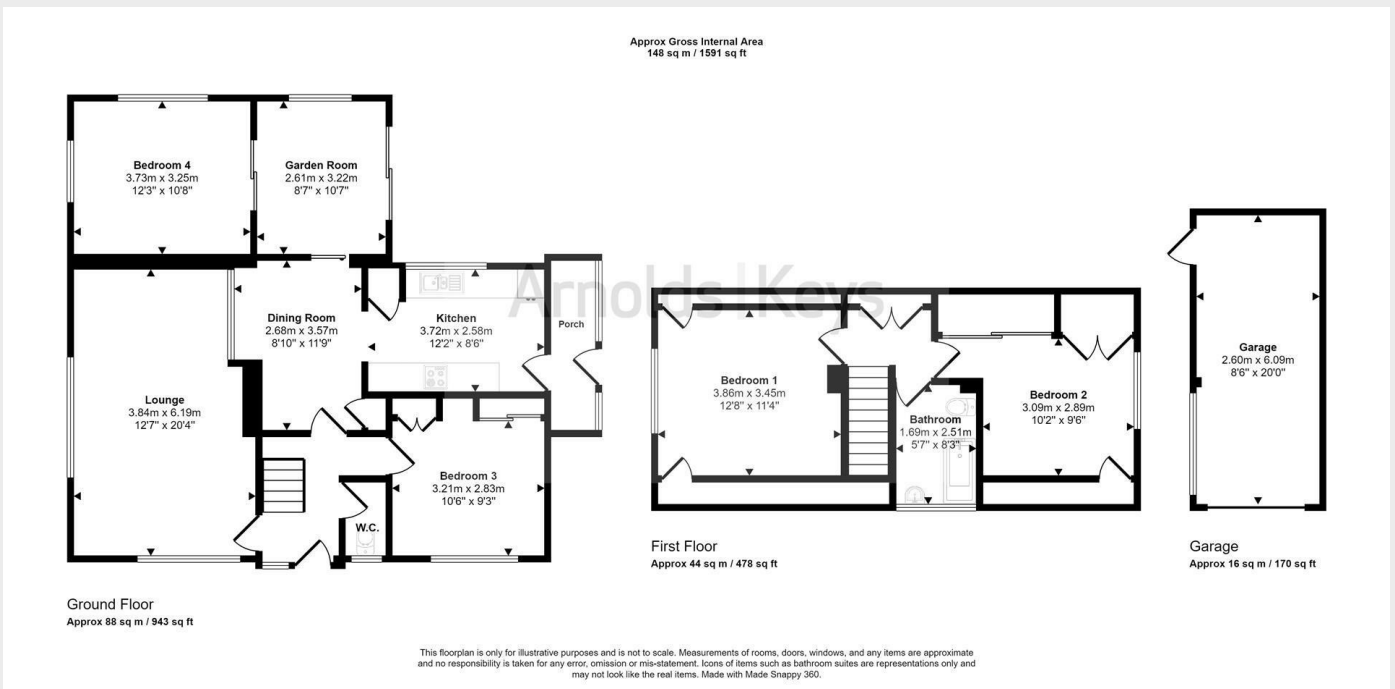 Approx Gross Internal Area
148 sq m / 1591 sq ft
Bedroom 4
3.73m x 3.25m
12'3" x 10'8"
Garden Room
2.61m x 3.22m
8'7" x 10'7"
Dining Room
2.68m x 3.57m
8'10" x 11'9"
Kitchen
3.72m x 2.58m
12'2" x 8'6"
Porch
Lounge
3.84m x 6.19m
12'7" x 20'4"
Bedroom 3
3.21m x 2.83m
10'6" x 9'3"
W.C.
Ground Floor
Approx 88 sq m / 943 sq ft
Arnolds | Keys
Bedroom 1
3.86m x 3.45m
12'8" x 11'4"
Bathroom
1.69m x 2.51m
5'7" x 8'3"
Bedroom 2
3.09m x 2.89m
10'2" x 9'6"
First Floor
Approx 44 sq m / 478 sq ft
Garage
2.60m x 6.09m
8'6" x 20'0"
Garage
Approx 16 sq m / 170 sq ft
This floorplan is only for illustrative purposes and is not to scale. Measurements of rooms, doors, windows, and any items are approximate
and no responsibility is taken for any error, omission or mis-statement. Icons of items such as bathroom suites are representations only and
may not look like the real items. Made with Made Snappy 360.